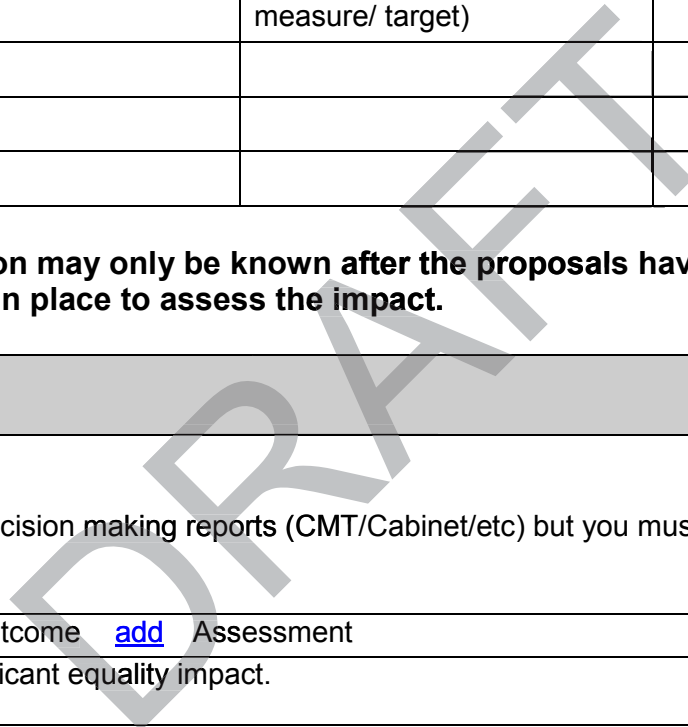 measure/ target)
on may only be known after the proposals hav
n place to assess the impact.
cision making reports (CMT/Cabinet/etc) but you mus
tcome add Assessment
icant equality impact.
DRAFT